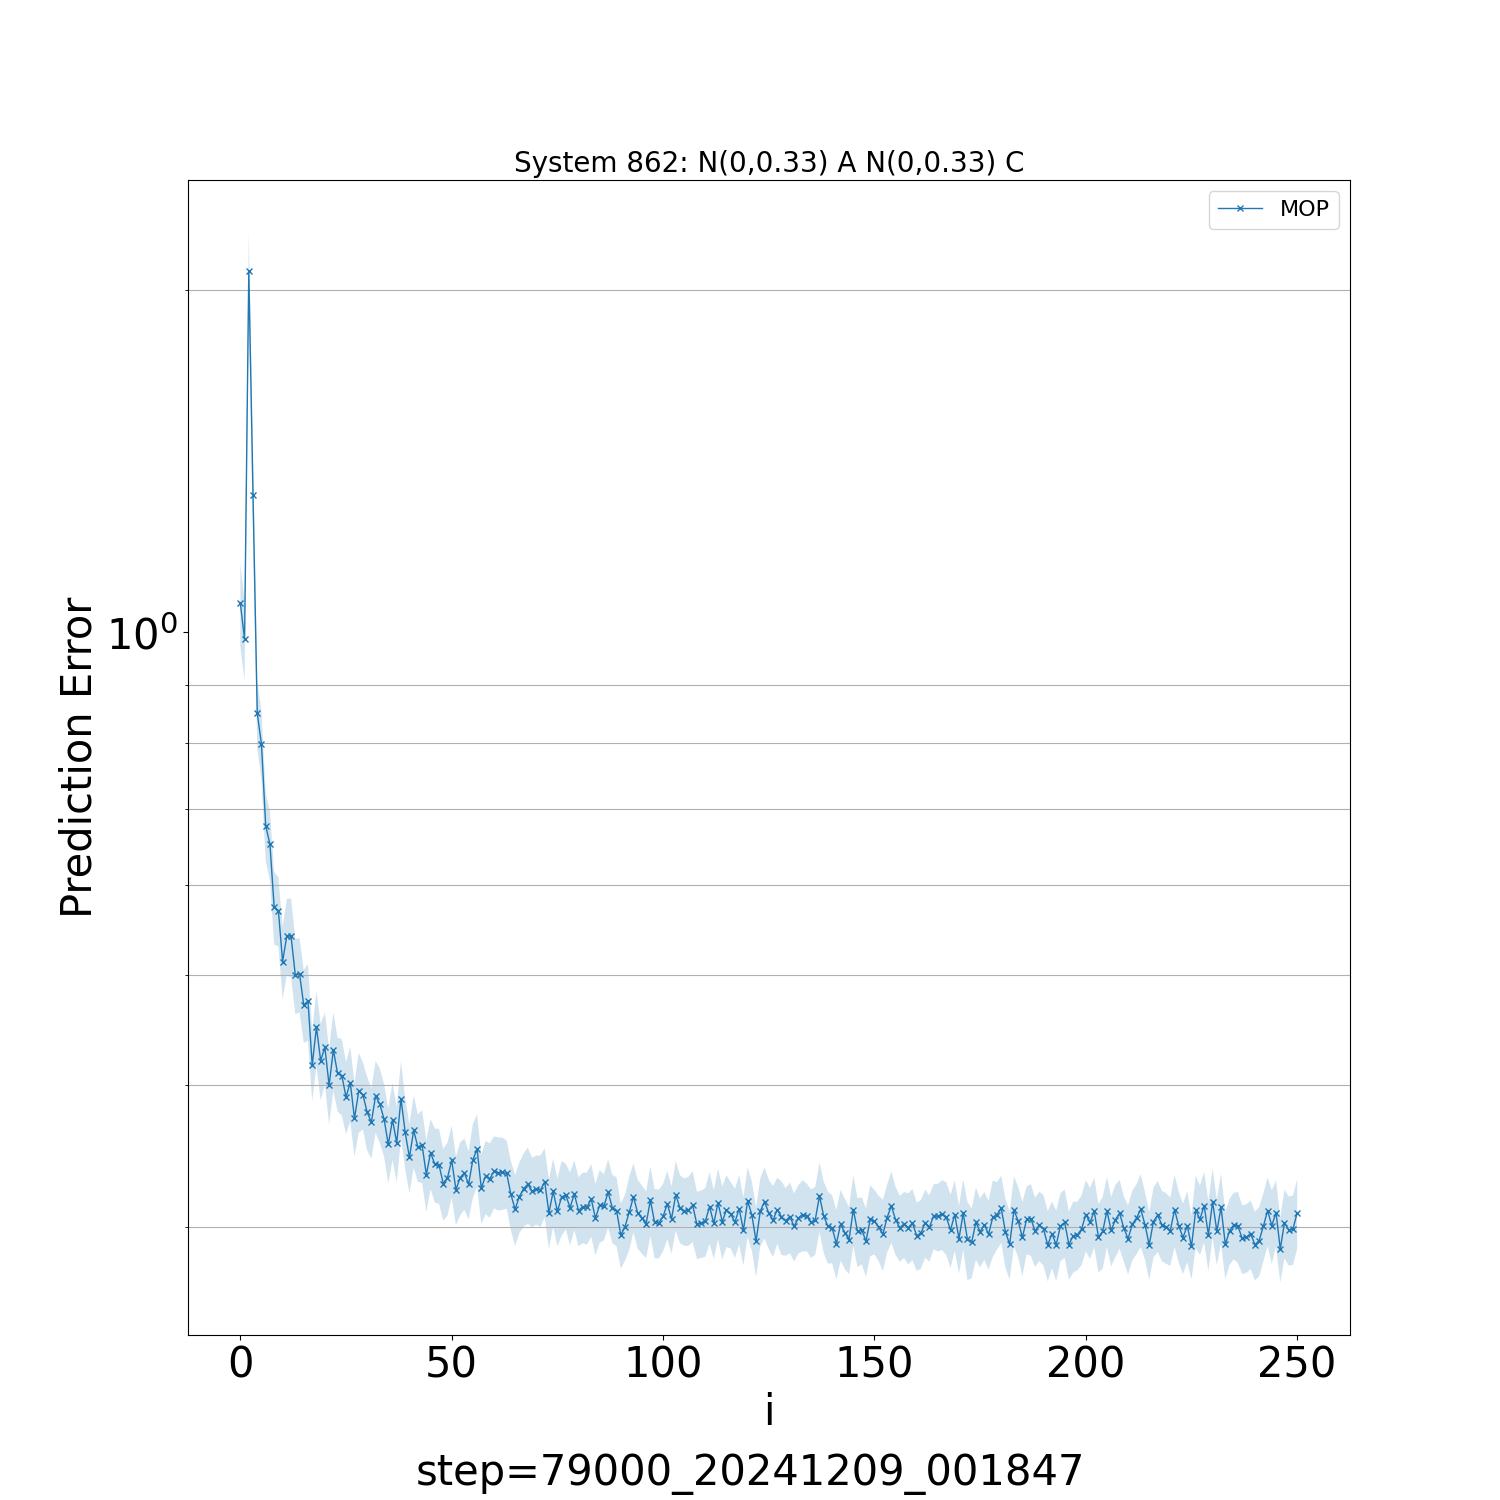 System 862: N(0,0.33) A N(0,0.33) C
MOP
Prediction Error
10⁰
0 50 100 150 200 250
i
step=79000_20241209_001847